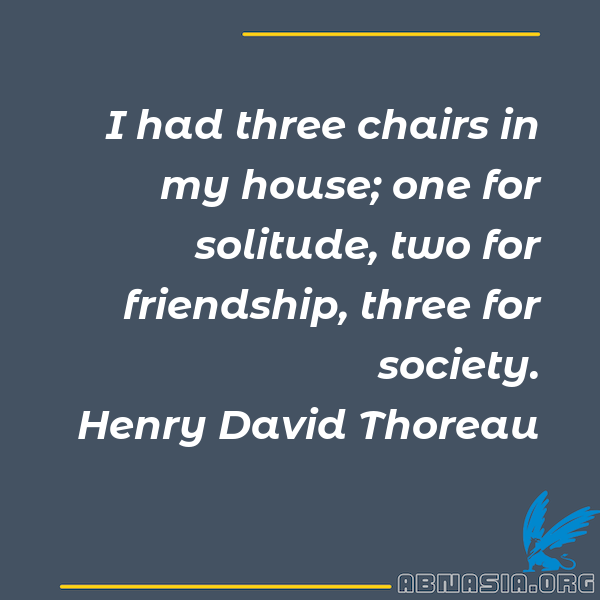 I had three chairs in
my house; one for
solitude, two for
friendship, three for
society.
Henry David Thoreau
ABNASIA.ORG